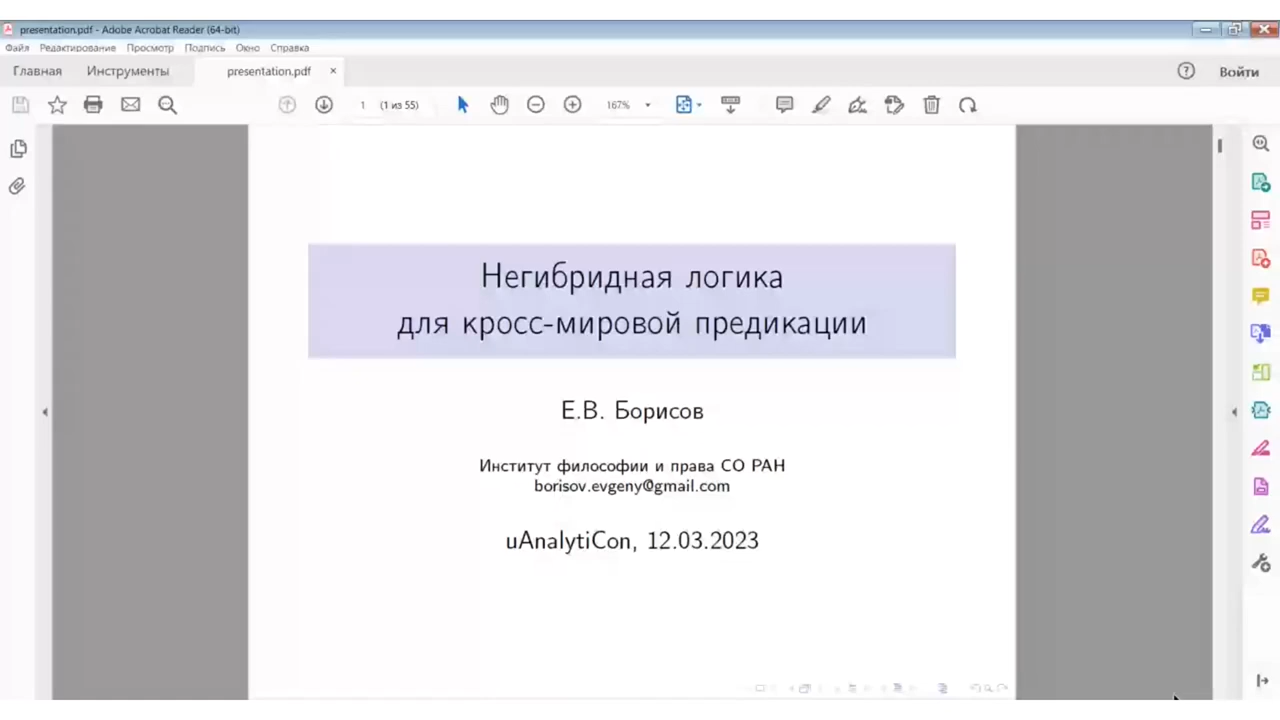 presentation.pdf - Adobe Acrobat Reader (64-bit)
Файл Редактирование Просмотр Подпись Окно Справка
Главная Инструменты presentation.pdf × Войти
1 (1 из 55) 167%
Негибридная логика
для кросс-мировой предикации
Е.В. Борисов
Институт философии и права СО РАН
borisov.evgeny@gmail.com
uAnalytiCon, 12.03.2023